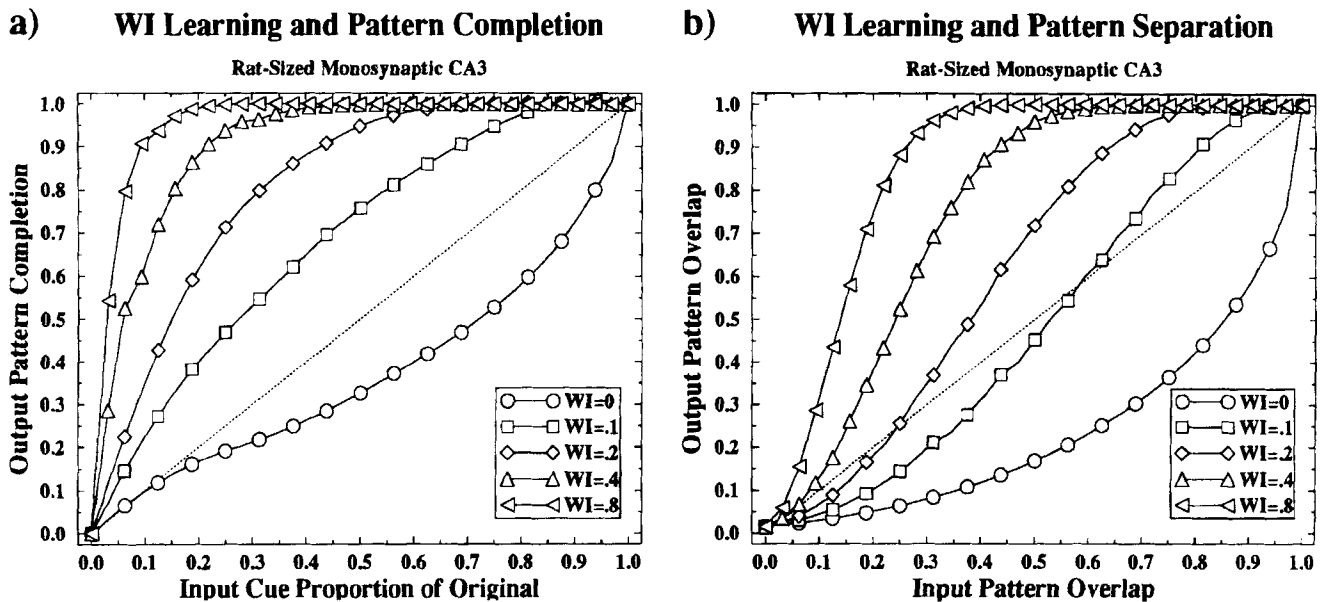 a) WI Learning and Pattern Completion
Rat-Sized Monosynaptic CA3
Output Pattern Completion
1.0
0.9
0.8
0.7
0.6
0.5
0.4
0.3
0.2
0.1
0.0
WI=0
WI=.1
WI=.2
WI=.4
WI=.8
0.0 0.1 0.2 0.3 0.4 0.5 0.6 0.7 0.8 0.9 1.0
Input Cue Proportion of Original
b) WI Learning and Pattern Separation
Rat-Sized Monosynaptic CA3
Output Pattern Overlap
1.0
0.9
0.8
0.7
0.6
0.5
0.4
0.3
0.2
0.1
0.0
WI=0
WI=.1
WI=.2
WI=.4
WI=.8
0.0 0.1 0.2 0.3 0.4 0.5 0.6 0.7 0.8 0.9 1.0
Input Pattern Overlap